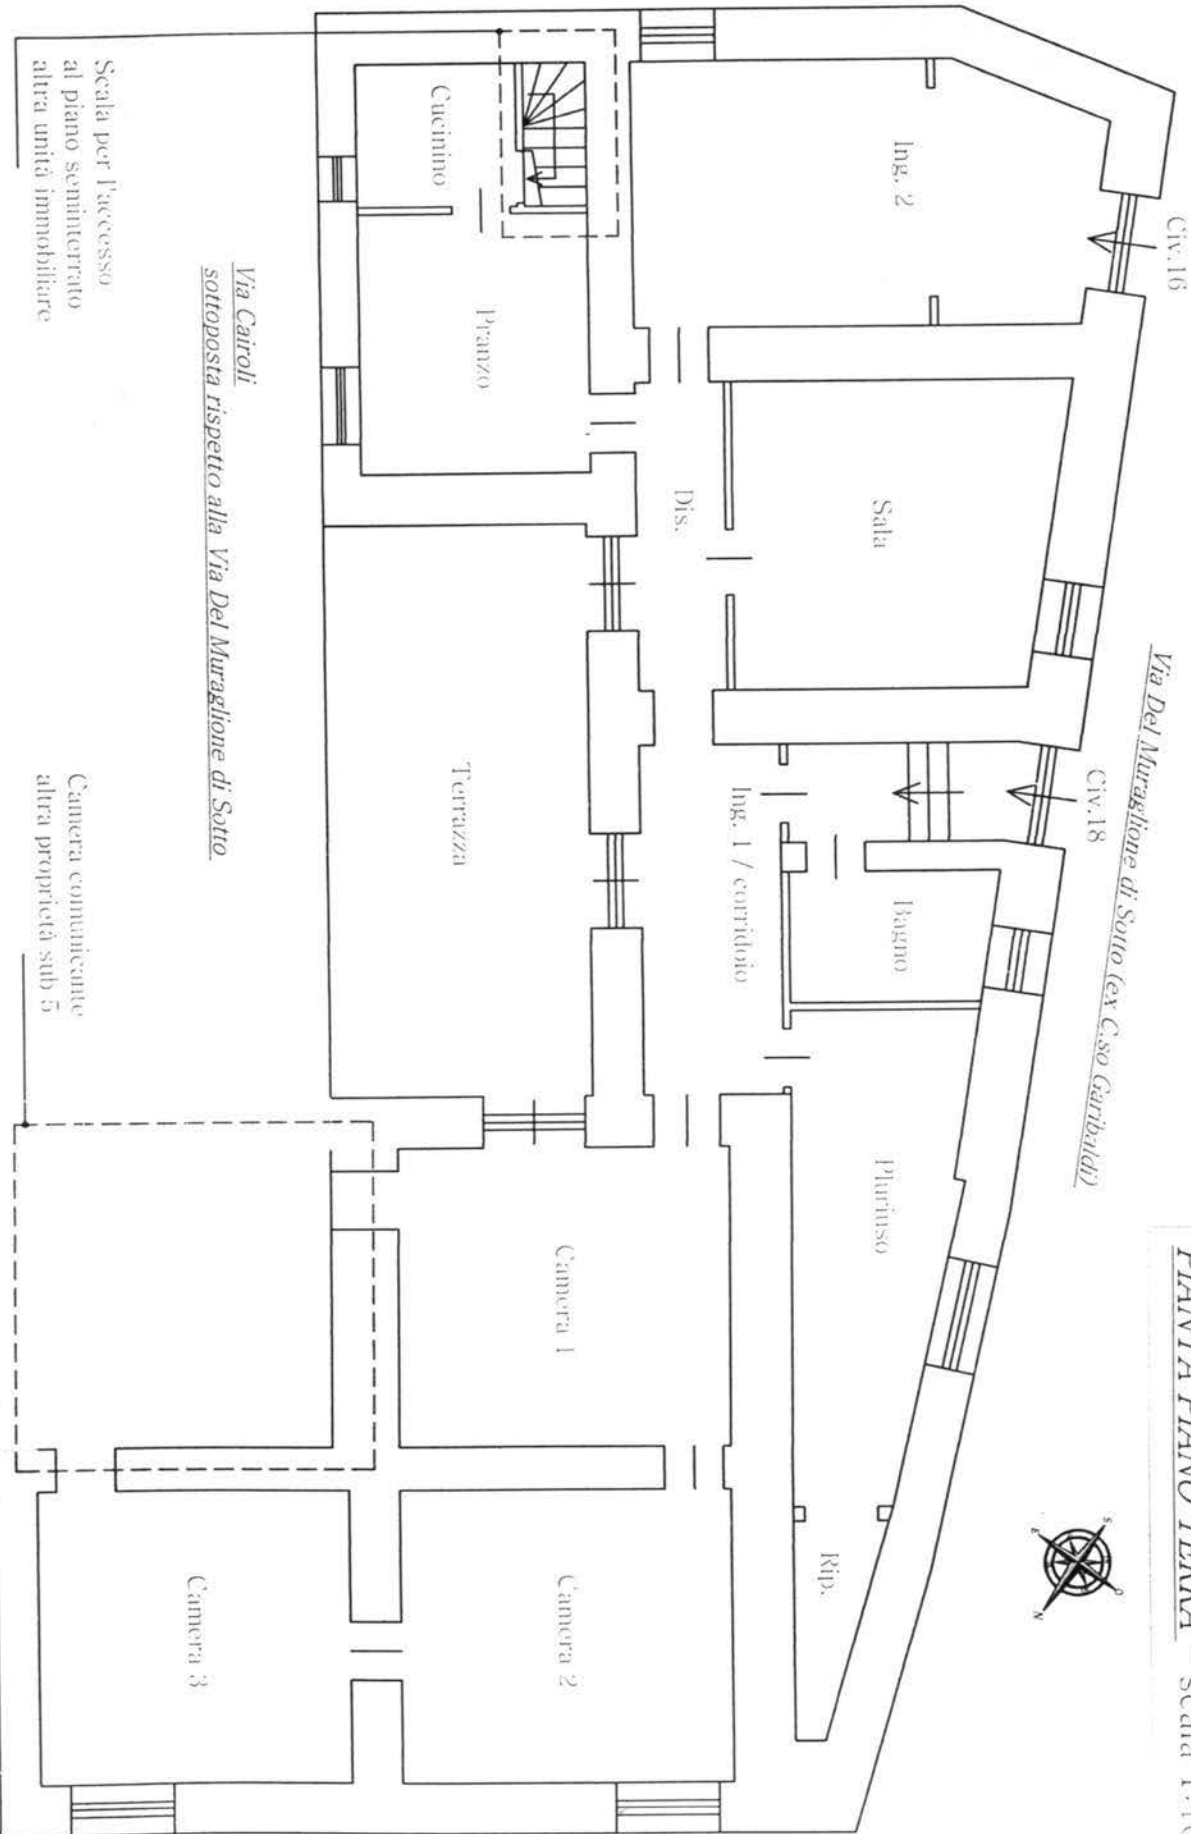 PIANTA PIANO TERRA - scala 1:
Via Del Muraglione di Sotto (ex C.so Garibaldi)
Civ.16
Civ.18
S
O
E
N
Ing. 2
Sala
Bagno
Pluriuso
Rip.
Dis.
Ing. 1 / corridoio
Cucinino
Pranzo
Terrazza
Camera 1
Camera 2
Camera 3
Via Cairoli
sottoposta rispetto alla Via Del Muraglione di Sotto
Scala per l'accesso
al piano seminterrato
altra unità immobiliare
Camera comunicante
altra proprietà sub 5